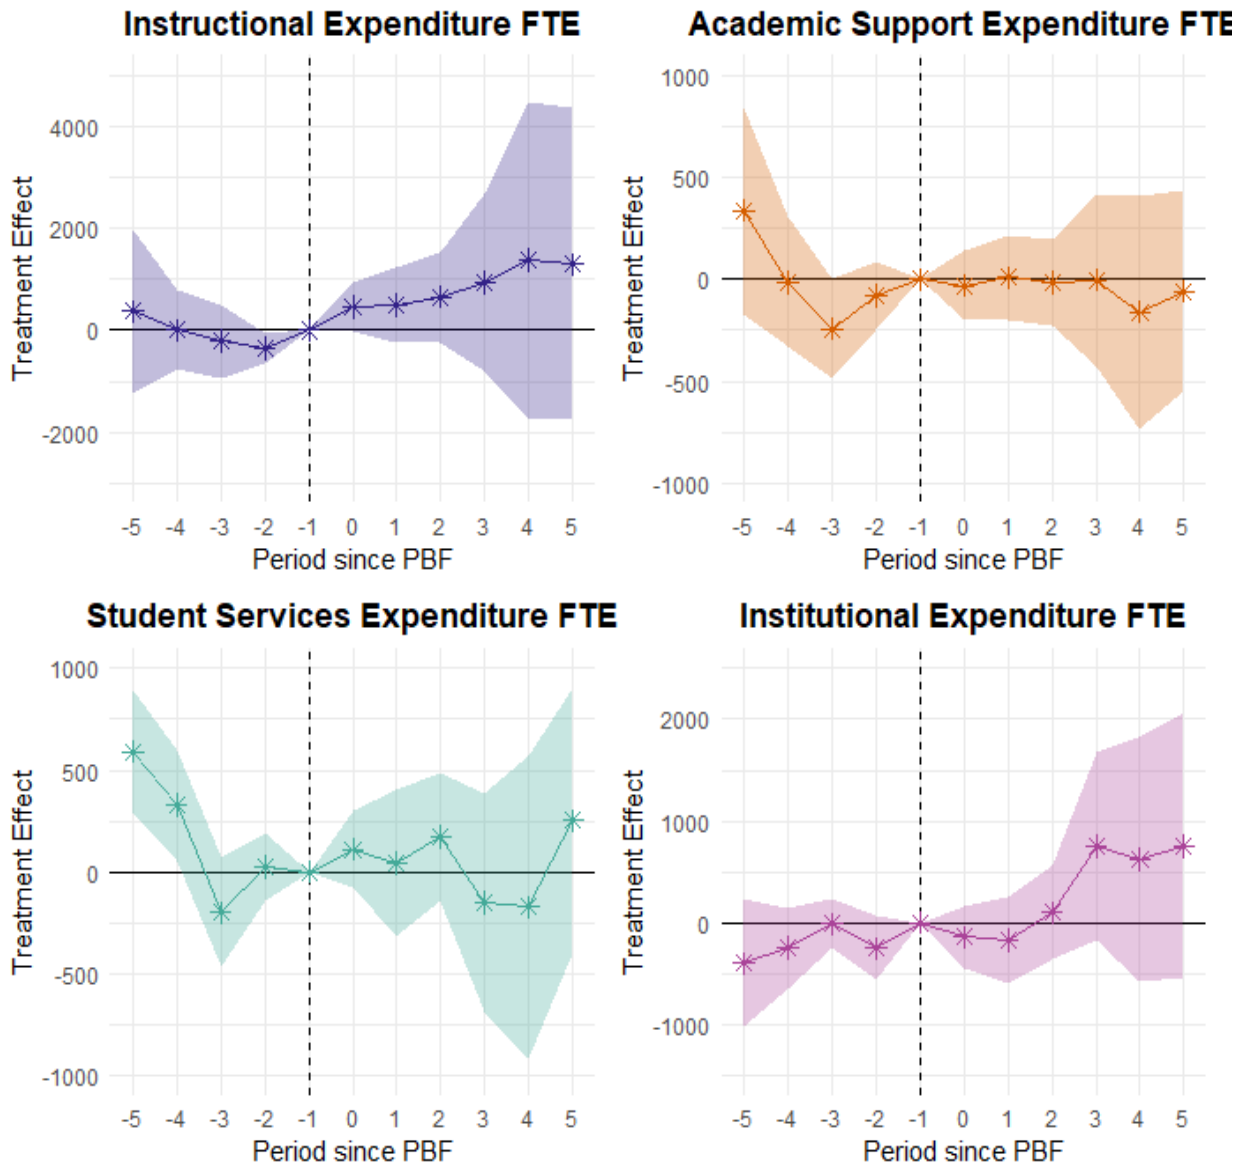 Instructional Expenditure FTE
Treatment Effect
4000
2000
0
-2000
-5 -4 -3 -2 -1 0 1 2 3 4 5
Period since PBF
Academic Support Expenditure FTE
Treatment Effect
1000
500
0
-500
-1000
-5 -4 -3 -2 -1 0 1 2 3 4 5
Period since PBF
Student Services Expenditure FTE
Treatment Effect
1000
500
0
-500
-1000
-5 -4 -3 -2 -1 0 1 2 3 4 5
Period since PBF
Institutional Expenditure FTE
Treatment Effect
2000
1000
0
-1000
-5 -4 -3 -2 -1 0 1 2 3 4 5
Period since PBF